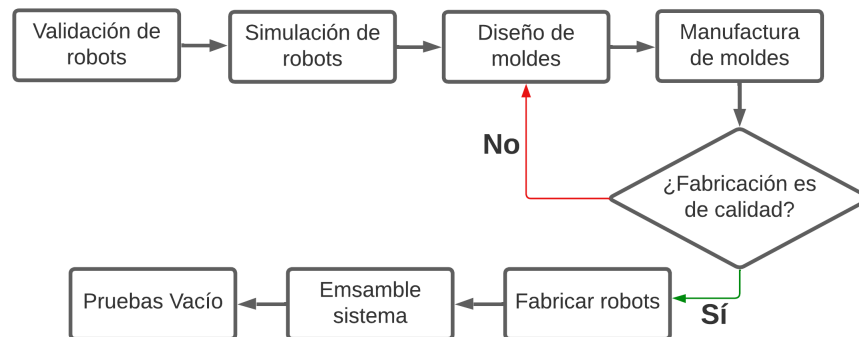 Validación de
robots
Simulación de
robots
Diseño de
moldes
Manufactura
de moldes
No
¿Fabricación es
de calidad?
Sí
Fabricar robots
Emsamble
sistema
Pruebas Vacío